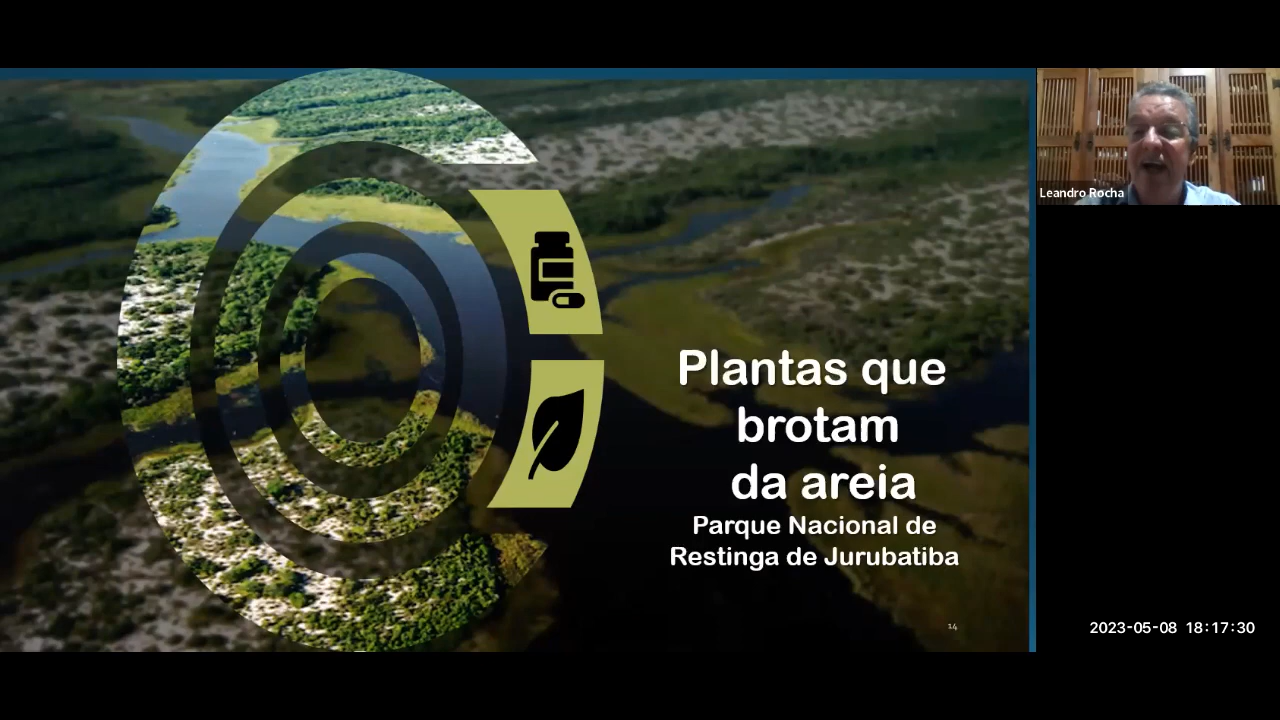 Leandro Rocha
Plantas que
brotam
da areia
Parque Nacional de
Restinga de Jurubatiba
14
2023-05-08 18:17:30